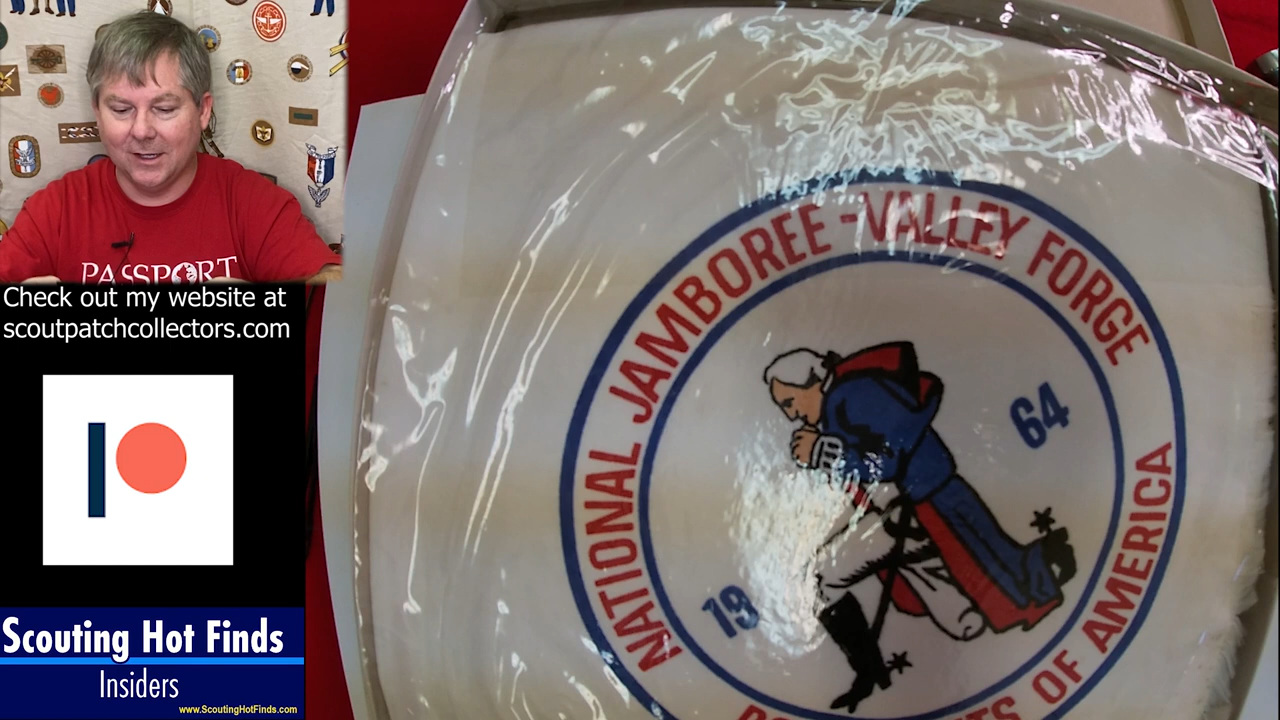 PASSPORT
Check out my website at
scoutpatchcollectors.com
Scouting Hot Finds
Insiders
www.ScoutingHotFinds.com
NATIONAL JAMBOREE - VALLEY FORGE
19 64
OF AMERICA